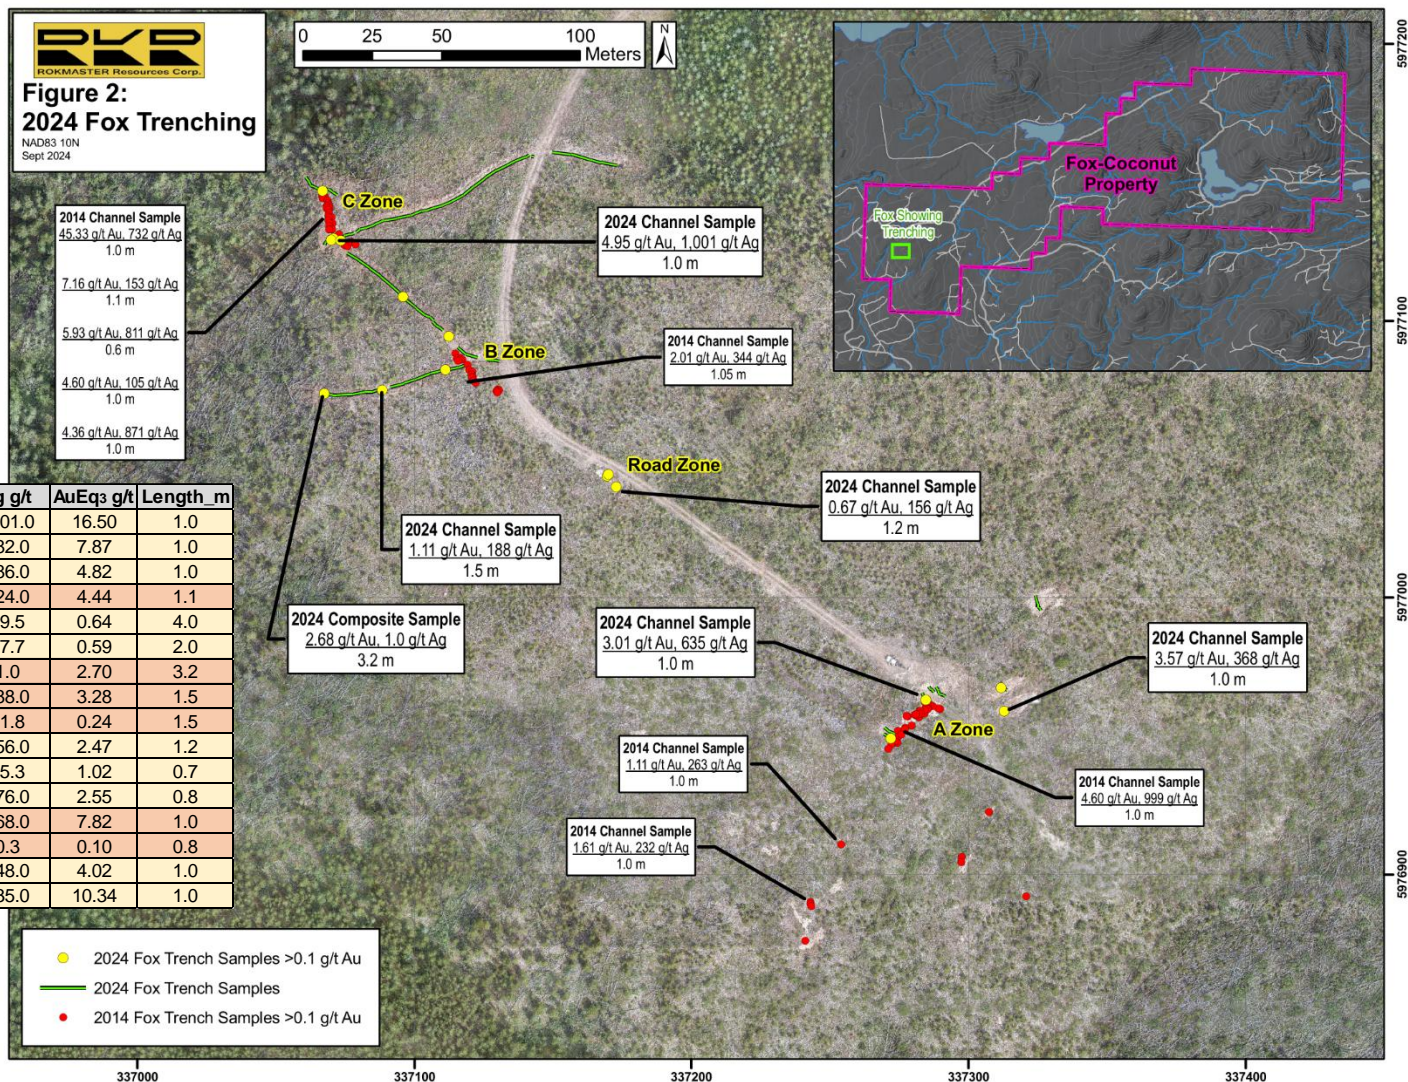 RKR
ROKMASTER Resources Corp.
Figure 2:
2024 Fox Trenching
NAD83 10N
Sept 2024
0 25 50 100
Meters
N
Fox-Coconut
Property
Fox Showing
Trenching
5977200
5977100
5977000
5976900
C Zone
2014 Channel Sample
45.33 g/t Au, 732 g/t Ag
1.0 m
7.16 g/t Au, 153 g/t Ag
1.1 m
5.93 g/t Au, 811 g/t Ag
0.6 m
4.60 g/t Au, 105 g/t Ag
1.0 m
4.36 g/t Au, 871 g/t Ag
1.0 m
2024 Channel Sample
4.95 g/t Au, 1,001 g/t Ag
1.0 m
B Zone
2014 Channel Sample
2.01 g/t Au, 344 g/t Ag
1.05 m
Road Zone
2024 Channel Sample
0.67 g/t Au, 156 g/t Ag
1.2 m
2024 Channel Sample
1.11 g/t Au, 188 g/t Ag
1.5 m
2024 Composite Sample
2.68 g/t Au, 1.0 g/t Ag
3.2 m
2024 Channel Sample
3.01 g/t Au, 635 g/t Ag
1.0 m
2024 Channel Sample
3.57 g/t Au, 368 g/t Ag
1.0 m
A Zone
2014 Channel Sample
1.11 g/t Au, 263 g/t Ag
1.0 m
2014 Channel Sample
4.60 g/t Au, 999 g/t Ag
1.0 m
2014 Channel Sample
1.61 g/t Au, 232 g/t Ag
1.0 m
g g/t AuEq3 g/t Length_m
01.0 16.50 1.0
32.0 7.87 1.0
36.0 4.82 1.0
24.0 4.44 1.1
9.5 0.64 4.0
7.7 0.59 2.0
1.0 2.70 3.2
38.0 3.28 1.5
1.8 0.24 1.5
56.0 2.47 1.2
5.3 1.02 0.7
76.0 2.55 0.8
68.0 7.82 1.0
0.3 0.10 0.8
48.0 4.02 1.0
35.0 10.34 1.0
2024 Fox Trench Samples >0.1 g/t Au
2024 Fox Trench Samples
2014 Fox Trench Samples >0.1 g/t Au
337000 337100 337200 337300 337400